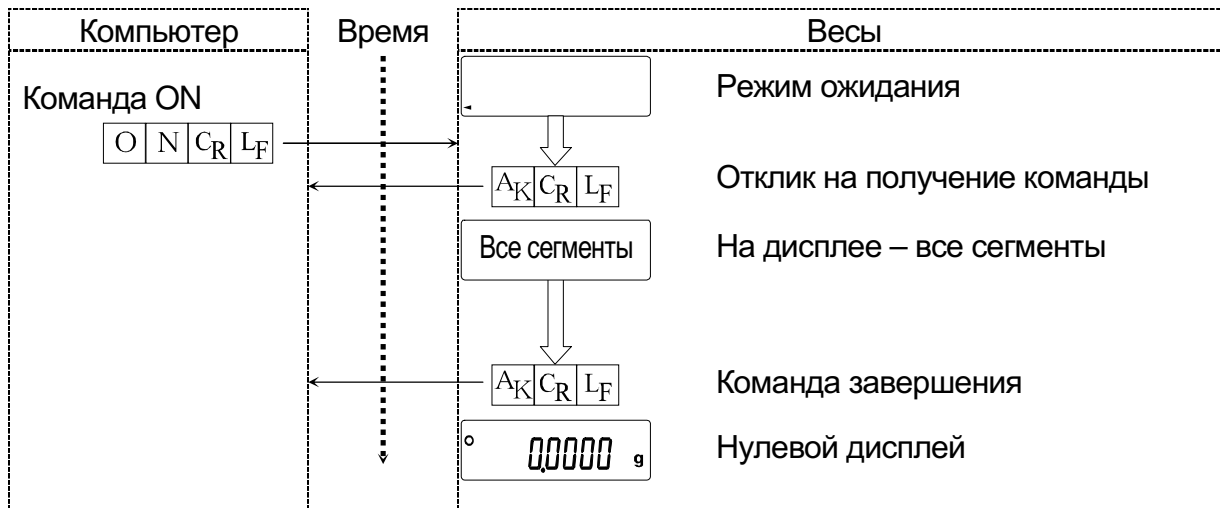 Компьютер Время Весы
Режим ожидания
Команда ON
O N CR LF
AK CR LF Отклик на получение команды
Все сегменты На дисплее – все сегменты
AK CR LF Команда завершения
0.0000 g Нулевой дисплей